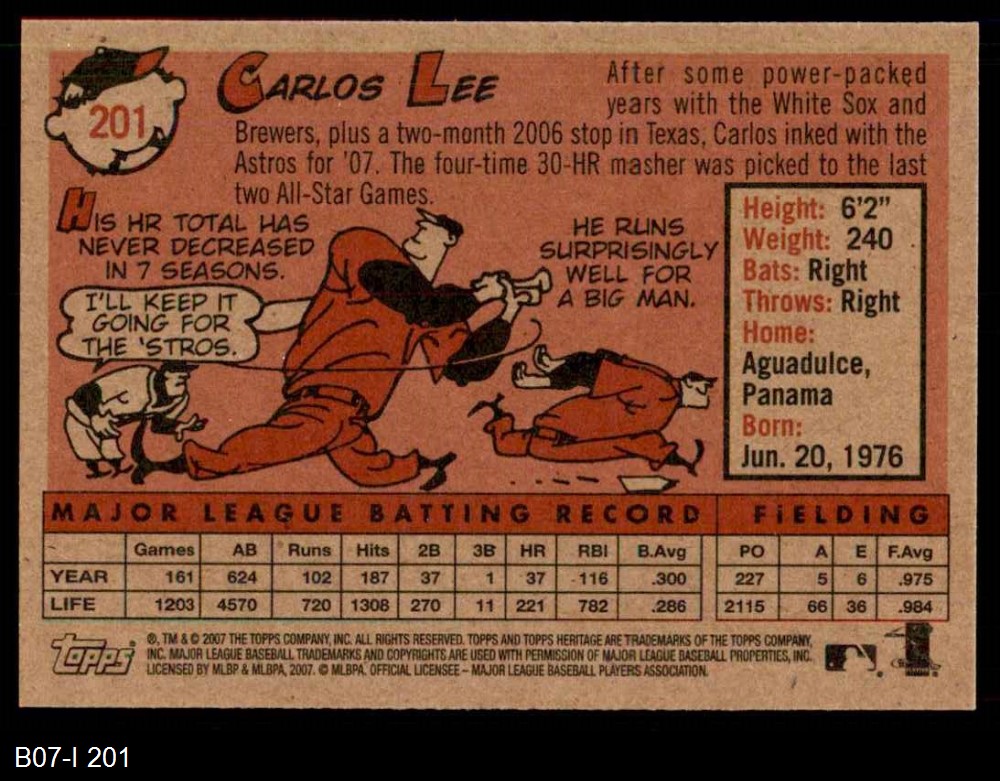 201
CARLOS LEE
After some power-packed
years with the White Sox and
Brewers, plus a two-month 2006 stop in Texas, Carlos inked with the
Astros for '07. The four-time 30-HR masher was picked to the last
two All-Star Games.
HIS HR TOTAL HAS
NEVER DECREASED
IN 7 SEASONS.
I'LL KEEP IT
GOING FOR
THE 'STROS.
HE RUNS
SURPRISINGLY
WELL FOR
A BIG MAN.
Height: 6'2"
Weight: 240
Bats: Right
Throws: Right
Home:
Aguadulce,
Panama
Born:
Jun. 20, 1976
MAJOR LEAGUE BATTING RECORD FiELDING
Games AB Runs Hits 2B 3B HR RBI B.Avg PO A E F.Avg
YEAR 161 624 102 187 37 1 37 116 .300 227 5 6 .975
LIFE 1203 4570 720 1308 270 11 221 782 .286 2115 66 36 .984
Topps
®, TM & © 2007 THE TOPPS COMPANY, INC. ALL RIGHTS RESERVED. TOPPS AND TOPPS HERITAGE ARE TRADEMARKS OF THE TOPPS COMPANY,
INC. MAJOR LEAGUE BASEBALL TRADEMARKS AND COPYRIGHTS ARE USED WITH PERMISSION OF MAJOR LEAGUE BASEBALL PROPERTIES, INC.
LICENSED BY MLBP & MLBPA, 2007. © MLBPA. OFFICIAL LICENSEE – MAJOR LEAGUE BASEBALL PLAYERS ASSOCIATION.
B07-I 201